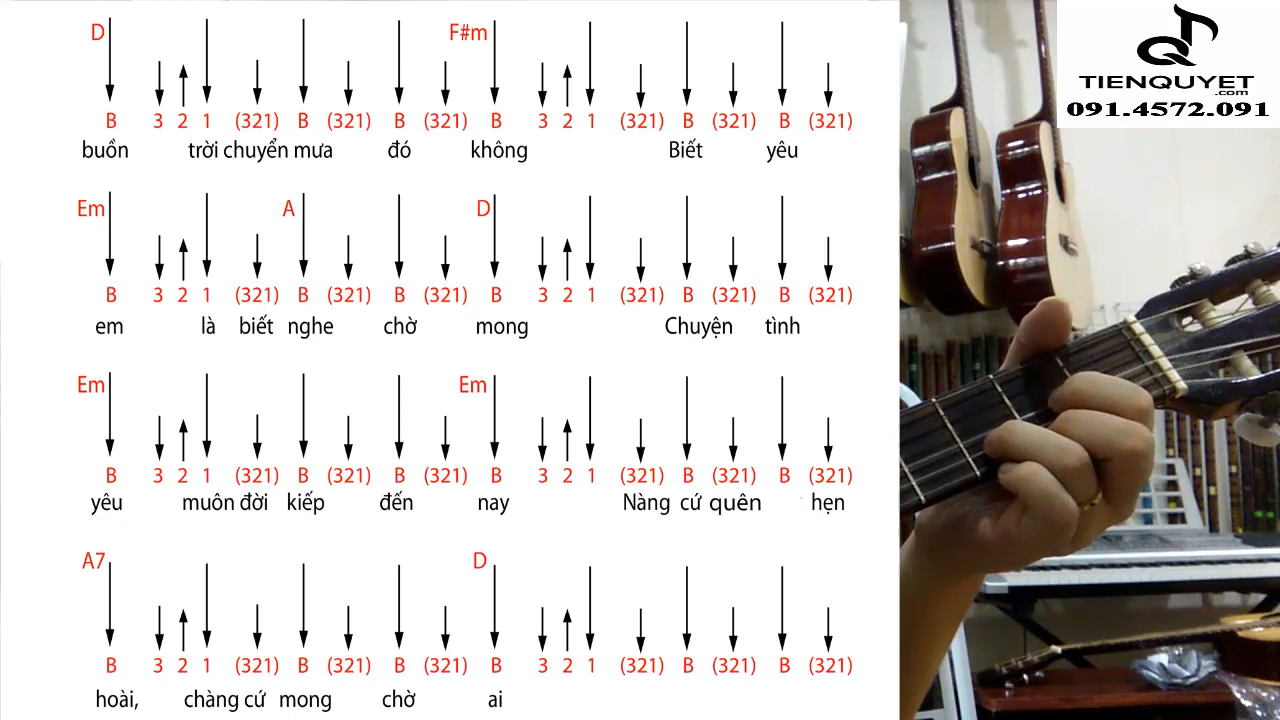 D F#m
B 3 2 1 (321) B (321) B (321) B 3 2 1 (321) B (321) B (321)
buồn trời chuyển mưa đó không Biết yêu
Em A D
B 3 2 1 (321) B (321) B (321) B 3 2 1 (321) B (321) B (321)
em là biết nghe chờ mong Chuyện tình
Em Em
B 3 2 1 (321) B (321) B (321) B 3 2 1 (321) B (321) B (321)
yêu muôn đời kiếp đến nay Nàng cứ quên hẹn
A7 D
B 3 2 1 (321) B (321) B (321) B 3 2 1 (321) B (321) B (321)
hoài, chàng cứ mong chờ ai
TIENQUYET
.com
091.4572.091